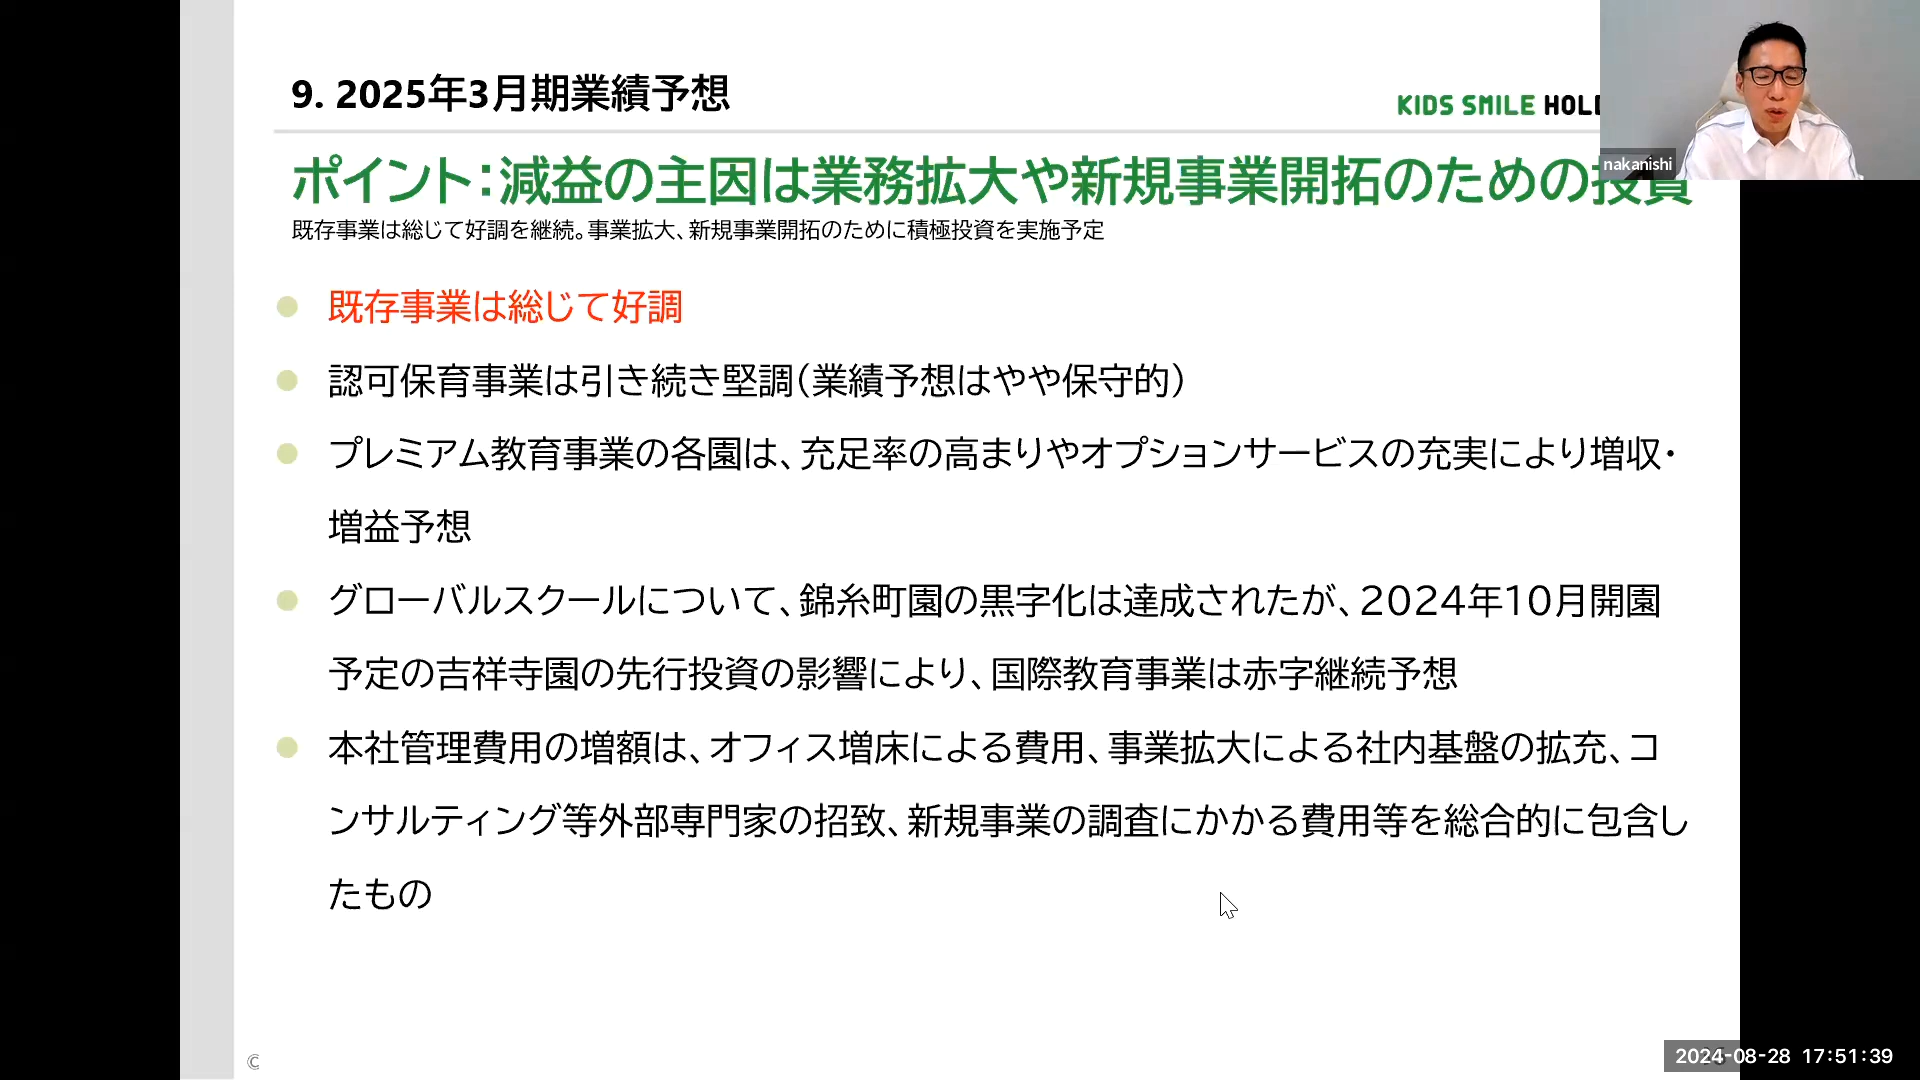 9. 2025年3月期業績予想
KIDS SMILE
nakanishi
ポイント：減益の主因は業務拡大や新規事業開拓のための投資
既存事業は総じて好調を継続。事業拡大、新規事業開拓のために積極投資を実施予定
既存事業は総じて好調
認可保育事業は引き続き堅調（業績予想はやや保守的）
プレミアム教育事業の各園は、充足率の高まりやオプションサービスの充実により増収・
増益予想
グローバルスクールについて、錦糸町園の黒字化は達成されたが、2024年10月開園
予定の吉祥寺園の先行投資の影響により、国際教育事業は赤字継続予想
本社管理費用の増額は、オフィス増床による費用、事業拡大による社内基盤の拡充、コ
ンサルティング等外部専門家の招致、新規事業の調査にかかる費用等を総合的に包含し
たもの
©
2024-08-28 17:51:39